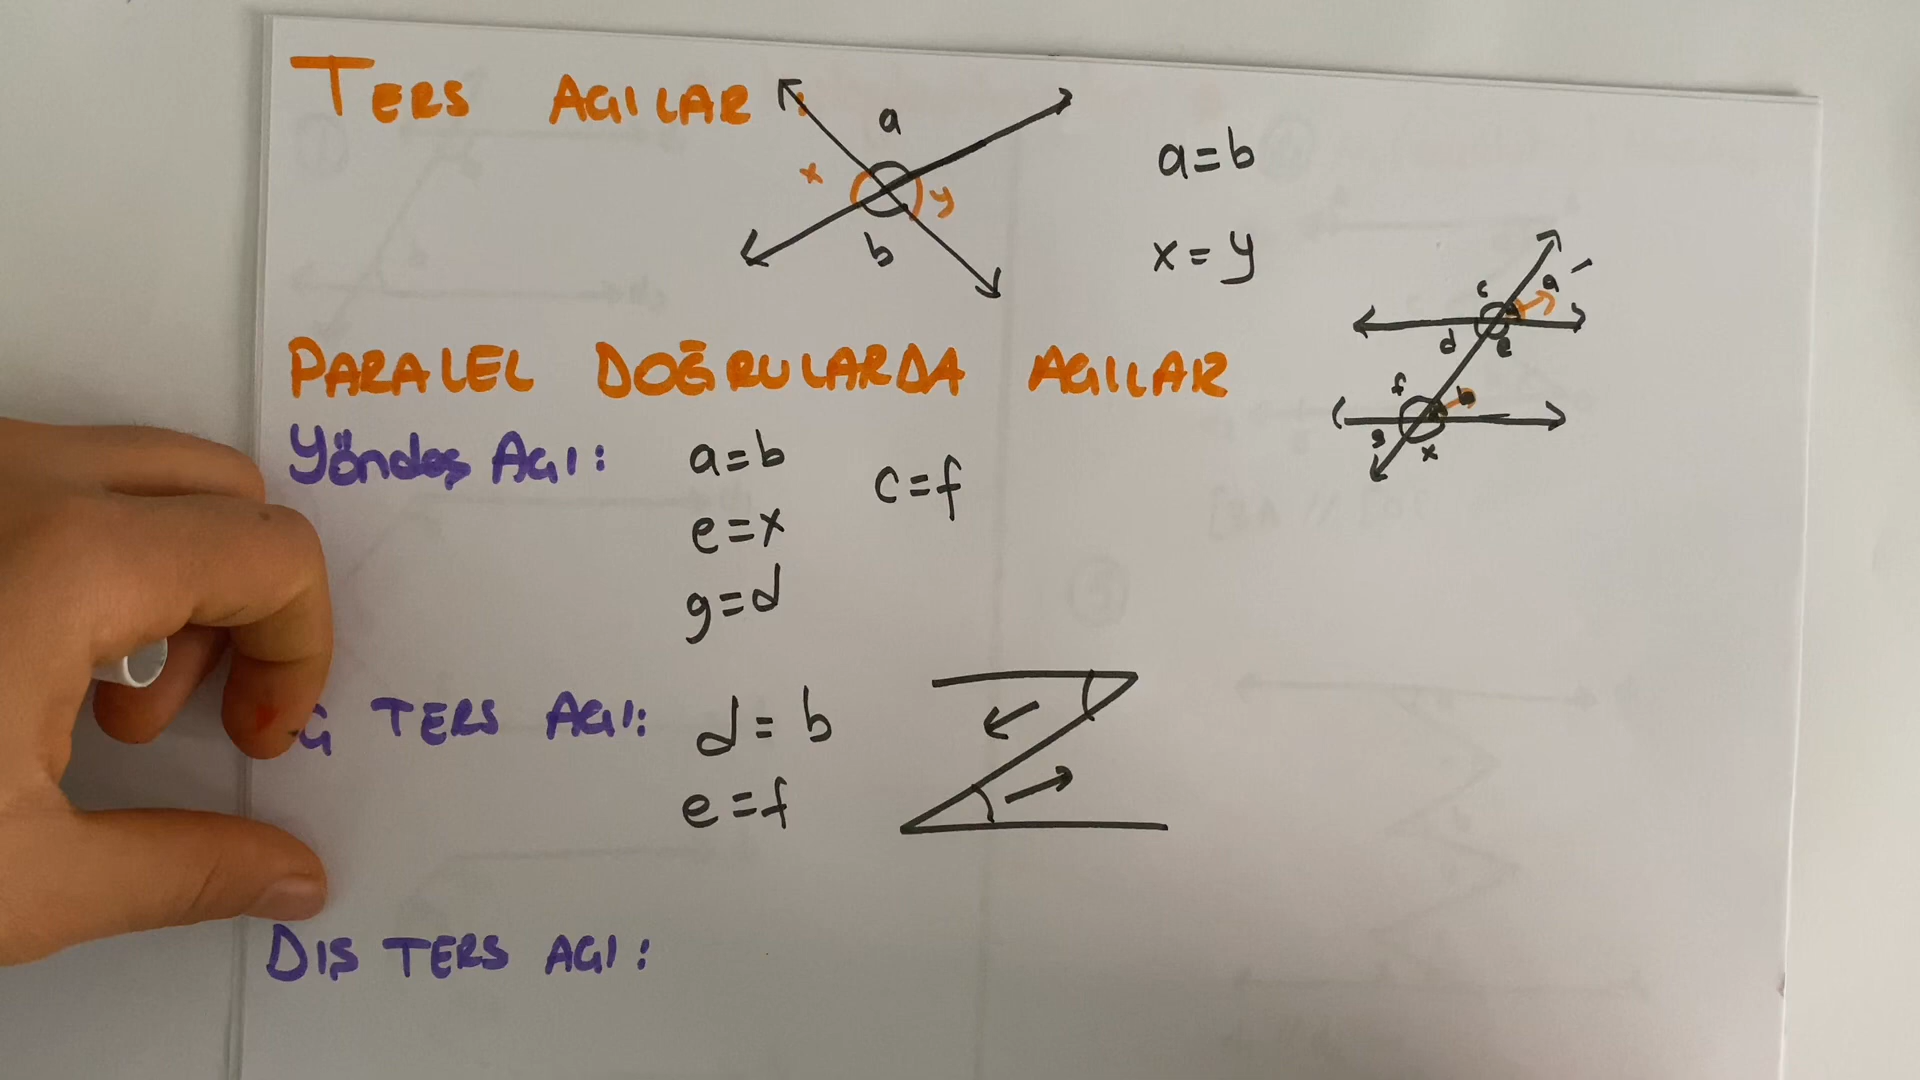 TERS AÇILAR :
a
x
y
b
a=b
x=y
PARALEL DOĞRULARDA AÇILAR
c
a
d
e
f
b
g
x
Yöndeş Açı :
a=b
c=f
e=x
g=d
Ç TERS AÇI:
d=b
e=f
DIŞ TERS AÇI :